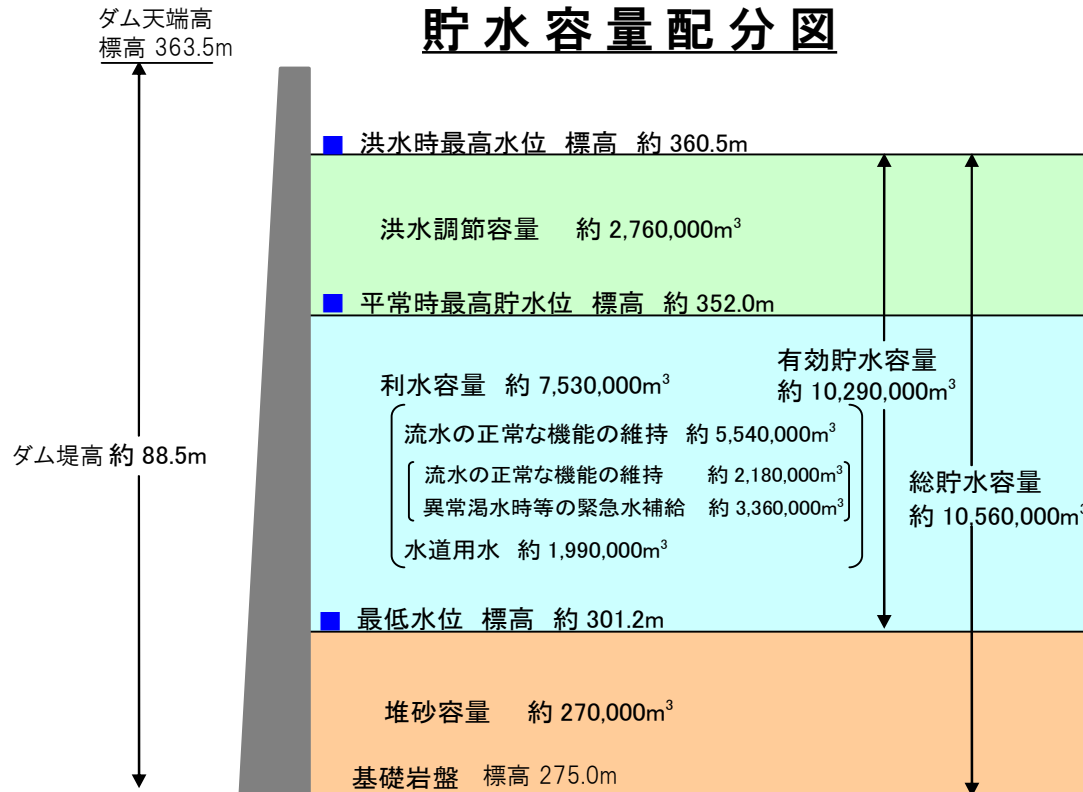 貯水容量配分図
ダム天端高
標高 363.5m
■ 洪水時最高水位 標高 約 360.5m
洪水調節容量 約 2,760,000m³
■ 平常時最高貯水位 標高 約 352.0m
有効貯水容量
約 10,290,000m³
利水容量 約 7,530,000m³
流水の正常な機能の維持 約 5,540,000m³
流水の正常な機能の維持 約 2,180,000m³
異常渇水時等の緊急水補給 約 3,360,000m³
水道用水 約 1,990,000m³
ダム堤高 約 88.5m
総貯水容量
約 10,560,000m³
■ 最低水位 標高 約 301.2m
堆砂容量 約 270,000m³
基礎岩盤 標高 275.0m